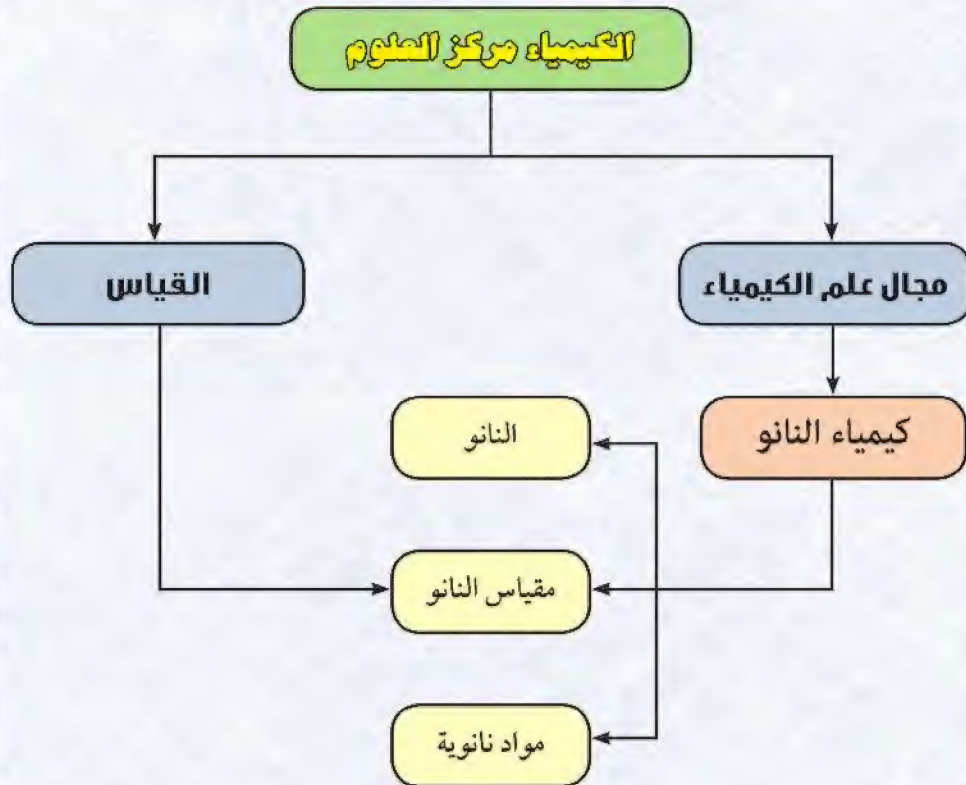 الكيمياء مركز العلوم
مجال علم الكيمياء
القياس
كيمياء النانو
النانو
مقياس النانو
مواد نانوية